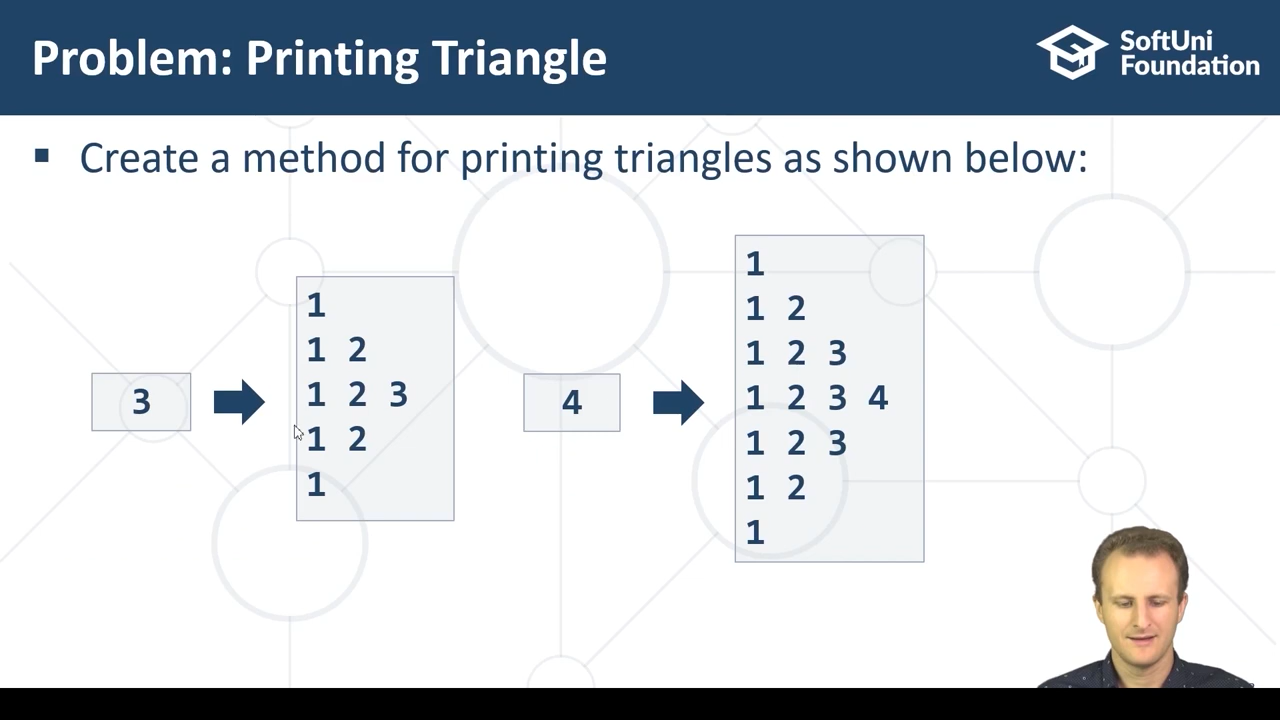 Problem: Printing Triangle
SoftUni
Foundation
Create a method for printing triangles as shown below:
3
1
1 2
1 2 3
1 2
1
4
1
1 2
1 2 3
1 2 3 4
1 2 3
1 2
1